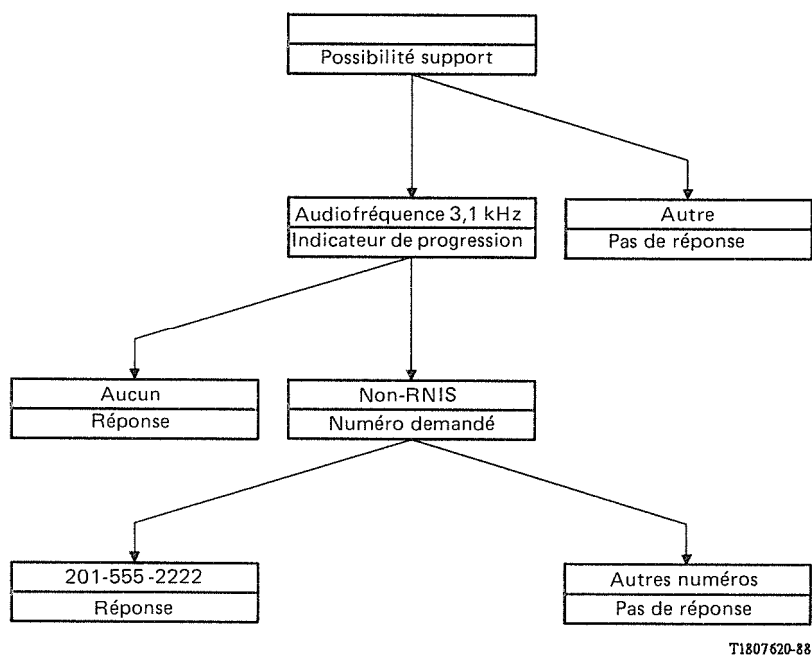 Possibilité support
Audiofréquence 3,1 kHz
Indicateur de progression
Autre
Pas de réponse
Aucun
Réponse
Non-RNIS
Numéro demandé
201-555-2222
Réponse
Autres numéros
Pas de réponse
T1807620-88